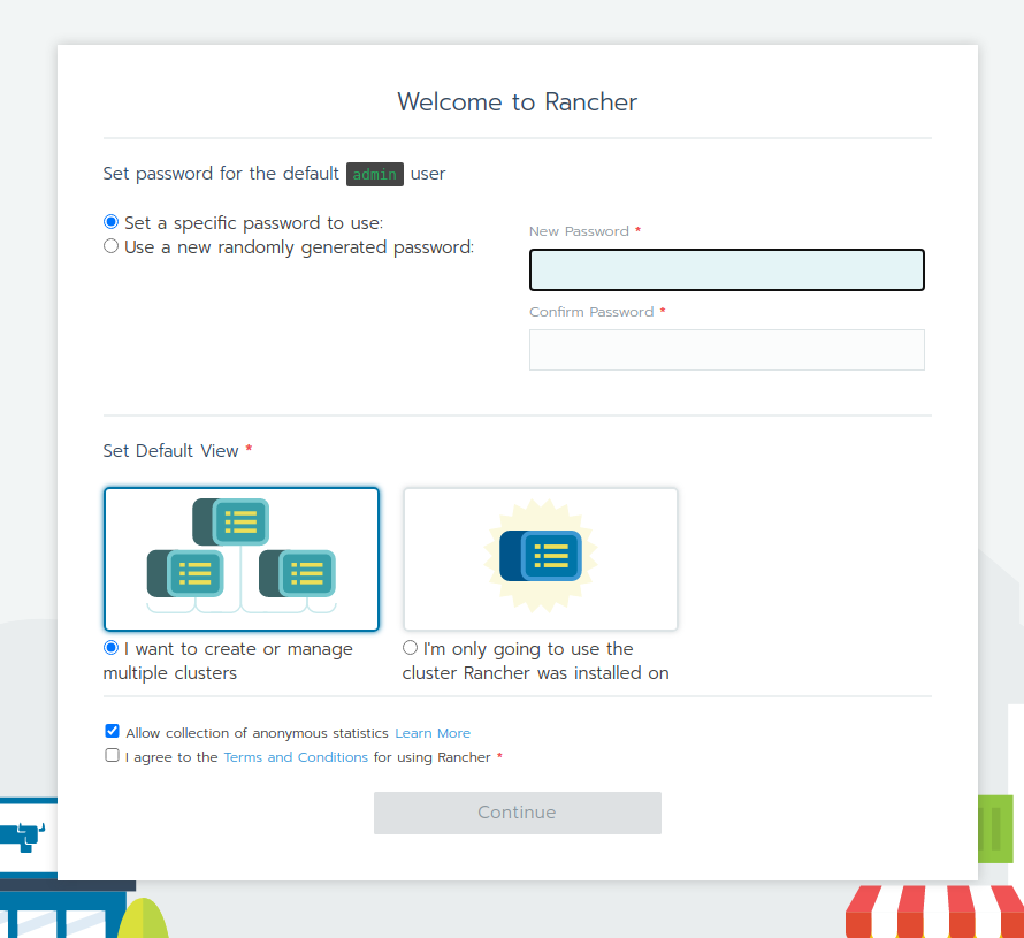 Welcome to Rancher
Set password for the default admin user
Set a specific password to use:
Use a new randomly generated password:
New Password *
Confirm Password *
Set Default View *
I want to create or manage
multiple clusters
I'm only going to use the
cluster Rancher was installed on
Allow collection of anonymous statistics Learn More
I agree to the Terms and Conditions for using Rancher *
Continue